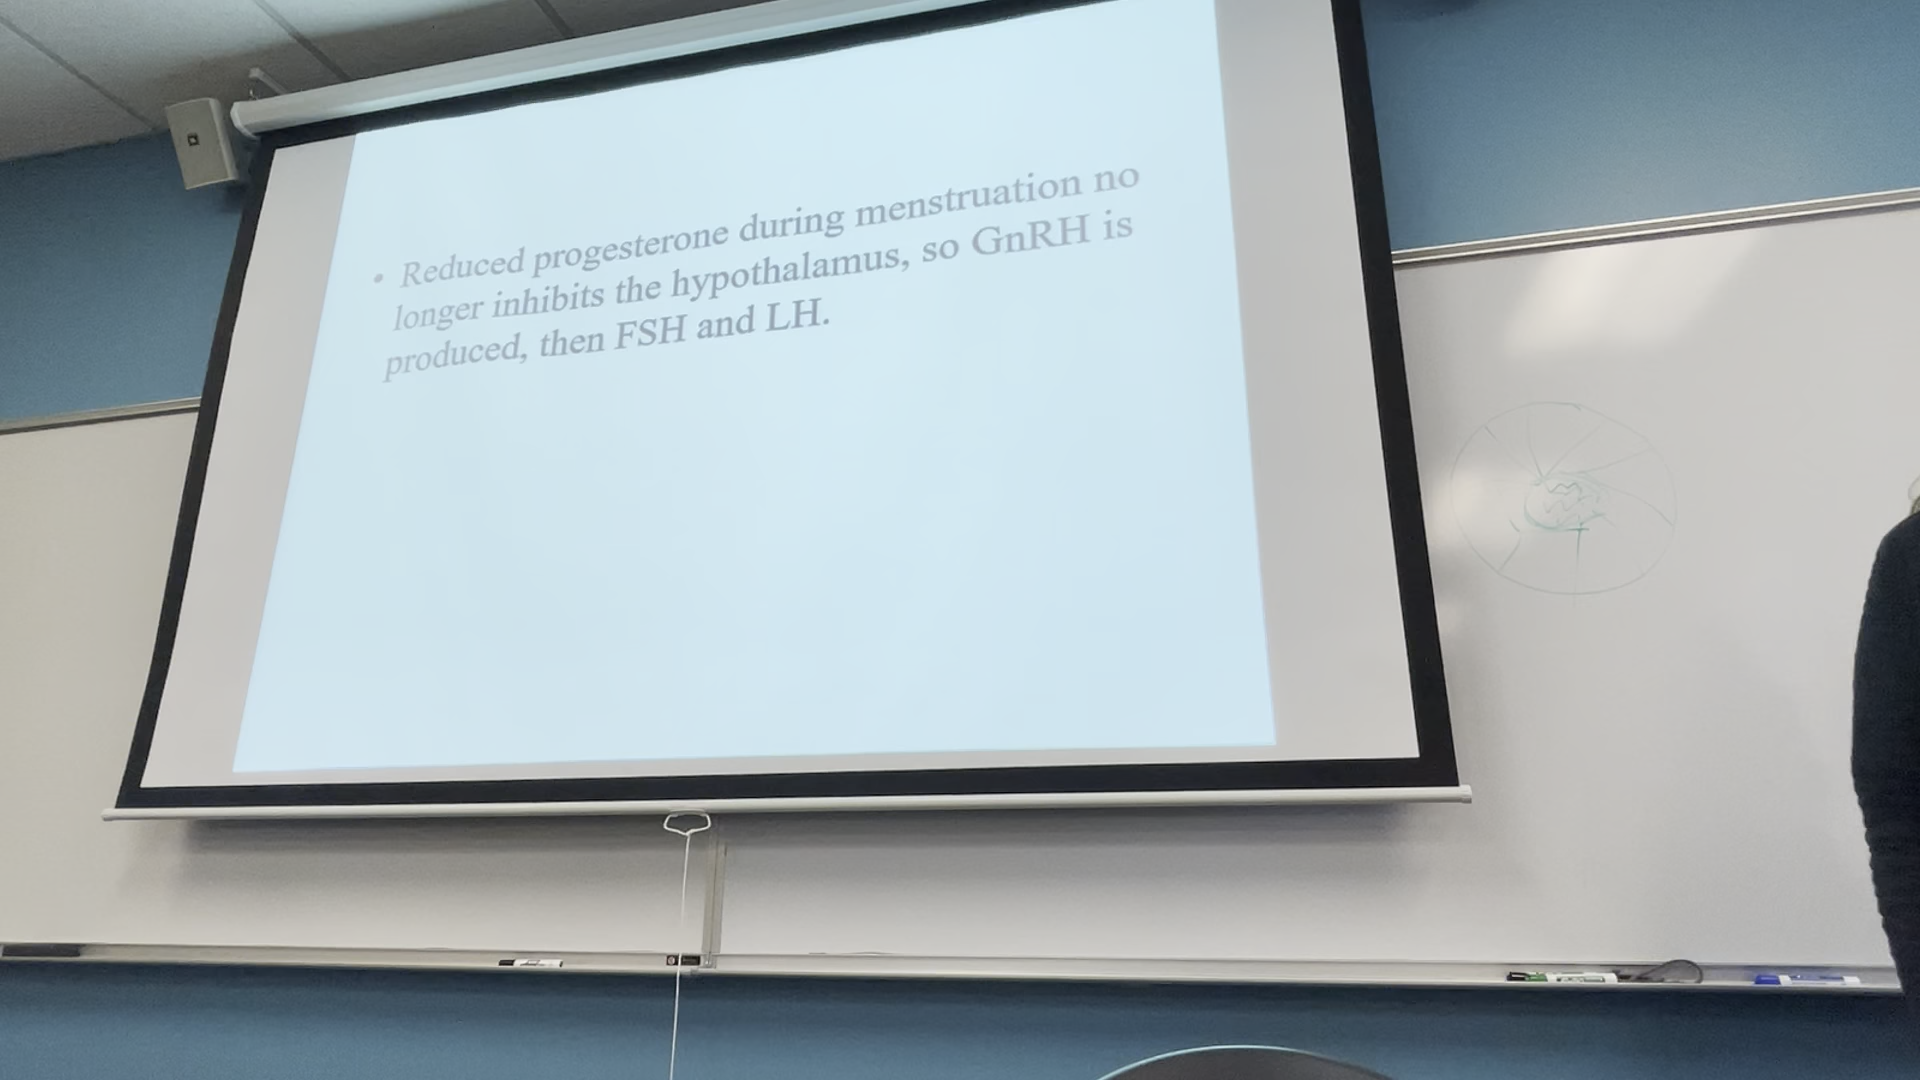 • Reduced progesterone during menstruation no
longer inhibits the hypothalamus, so GnRH is
produced, then FSH and LH.